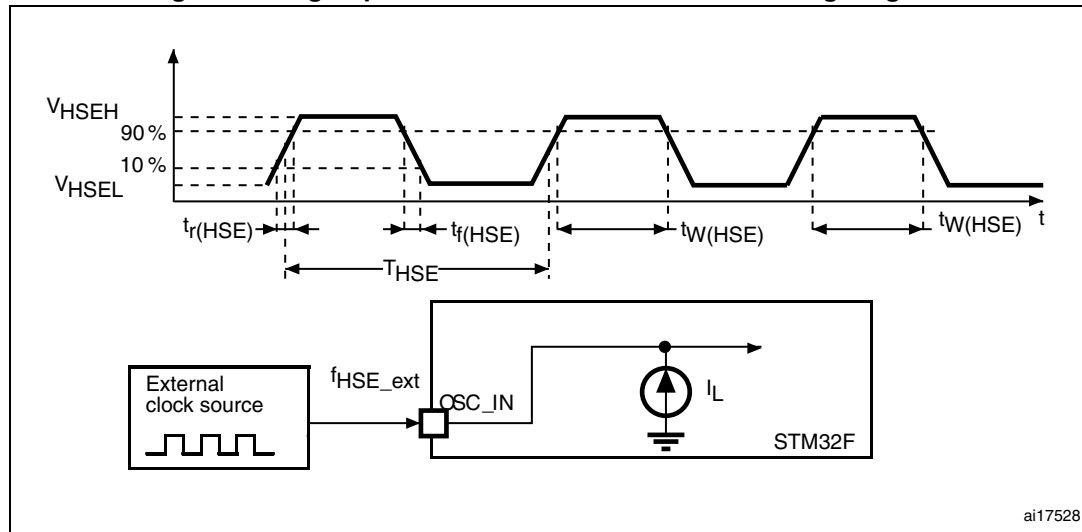 VHSEH
90 %
10 %
VHSEL
tr(HSE)
tf(HSE)
tW(HSE)
tW(HSE)
t
THSE
External
clock source
fHSE_ext
OSC_IN
IL
STM32F
ai17528